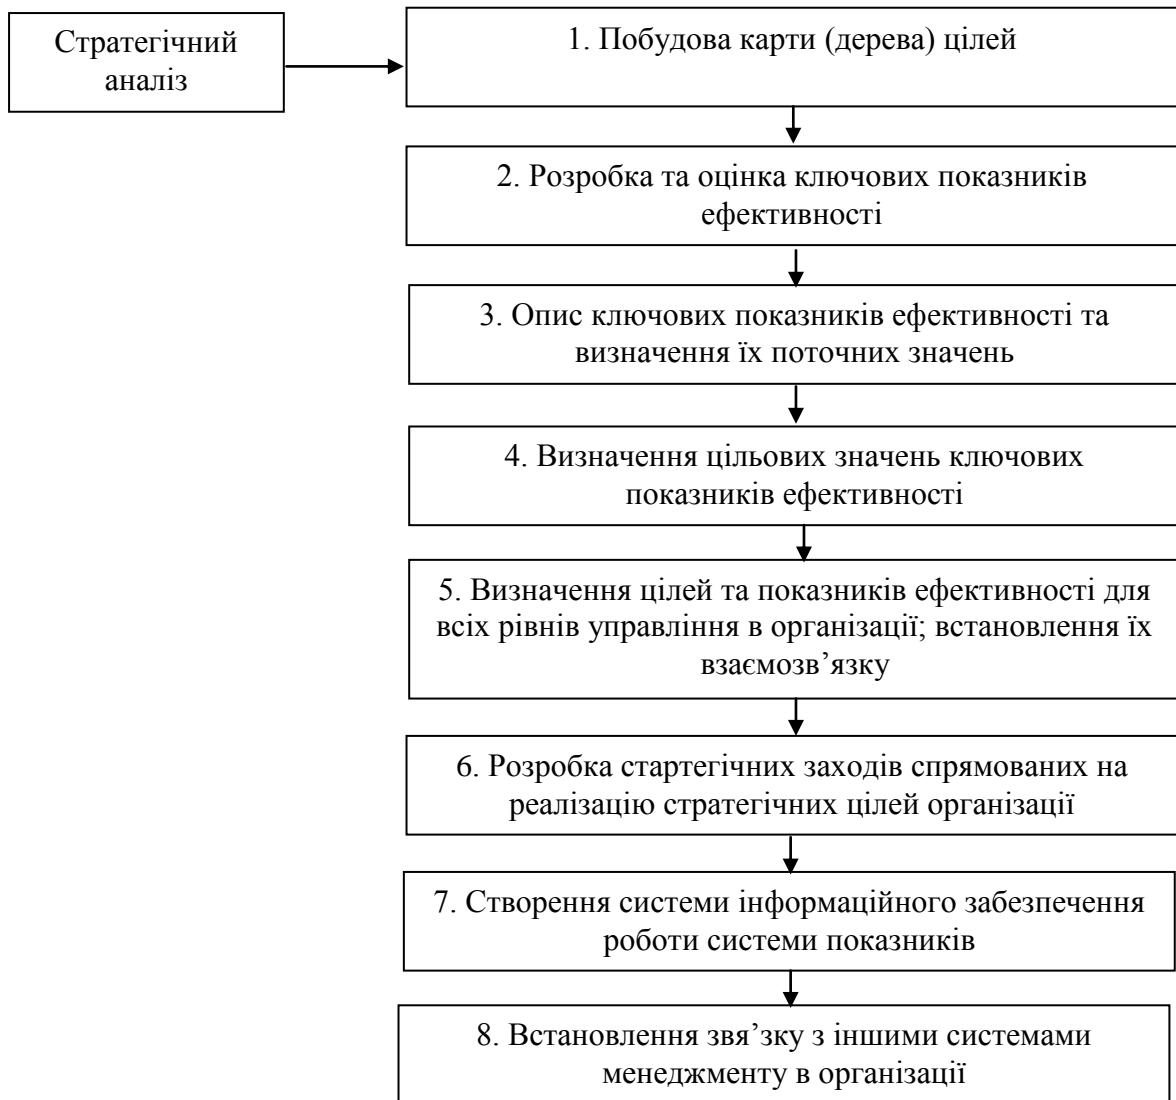 Стратегічний
аналіз
1. Побудова карти (дерева) цілей
2. Розробка та оцінка ключових показників
ефективності
3. Опис ключових показників ефективності та
визначення їх поточних значень
4. Визначення цільових значень ключових
показників ефективності
5. Визначення цілей та показників ефективності для
всіх рівнів управління в організації; встановлення їх
взаємозв’язку
6. Розробка стартегічних заходів спрямованих на
реалізацію стратегічних цілей організації
7. Створення системи інформаційного забезпечення
роботи системи показників
8. Встановлення звя’зку з іншими системами
менеджменту в організації